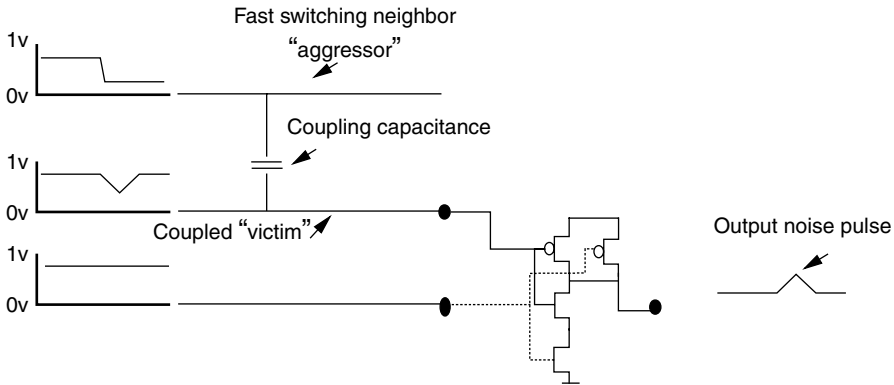 Fast switching neighbor
“aggressor”
1v
0v
Coupling capacitance
1v
0v
Coupled “victim”
Output noise pulse
1v
0v